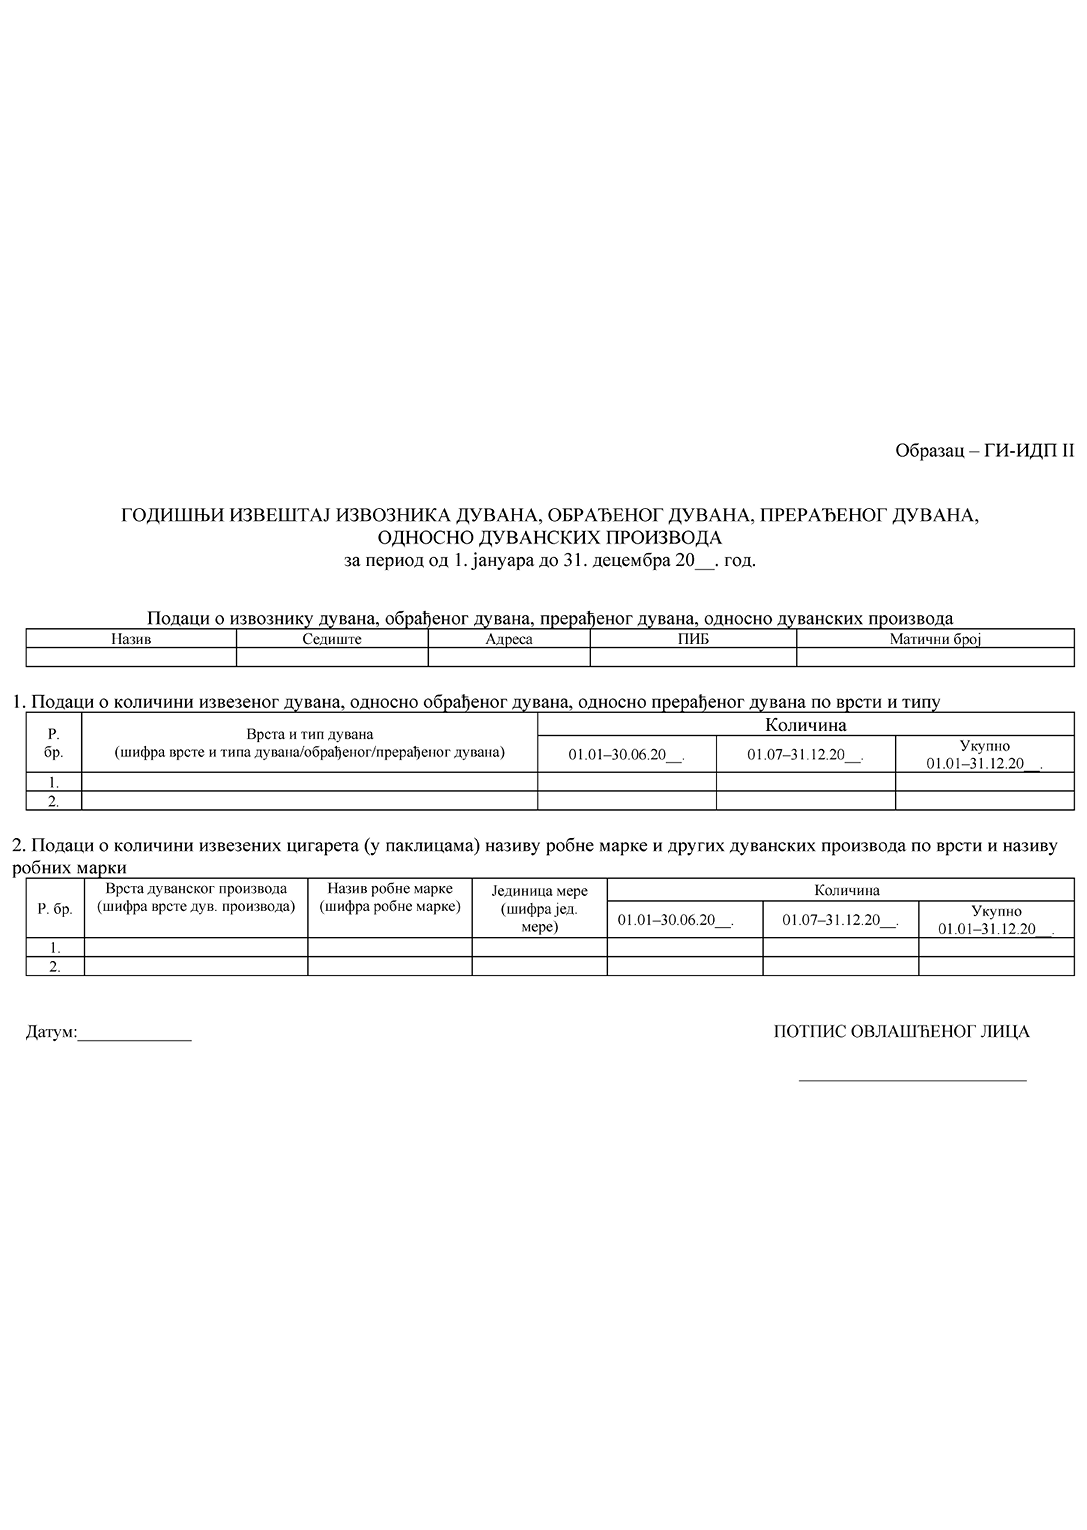 Образац – ГИ-ИДП II
ГОДИШЊИ ИЗВЕШТАЈ ИЗВОЗНИКА ДУВАНА, ОБРАЂЕНОГ ДУВАНА, ПРЕРАЂЕНОГ ДУВАНА,
ОДНОСНО ДУВАНСКИХ ПРОИЗВОДА
за период од 1. јануара до 31. децембра 20__. год.
Подаци о извознику дувана, обрађеног дувана, прерађеног дувана, односно дуванских производа
Назив Седиште Адреса ПИБ Матични број
1. Подаци о количини извезеног дувана, односно обрађеног дувана, односно прерађеног дувана по врсти и типу
Р.
бр.
Врста и тип дувана
(шифра врсте и типа дувана/обрађеног/прерађеног дувана)
Количина
01.01–30.06.20__.
01.07–31.12.20__.
Укупно
01.01–31.12.20__.
1.
2.
2. Подаци о количини извезених цигарета (у паклицама) називу робне марке и других дуванских производа по врсти и називу
робних марки
Р. бр.
Врста дуванског производа
(шифра врсте дув. производа)
Назив робне марке
(шифра робне марке)
Јединица мере
(шифра јед.
мере)
Количина
01.01–30.06.20__.
01.07–31.12.20__.
Укупно
01.01–31.12.20__.
1.
2.
Датум:______________ ПОТПИС ОВЛАШЋЕНОГ ЛИЦА
____________________________